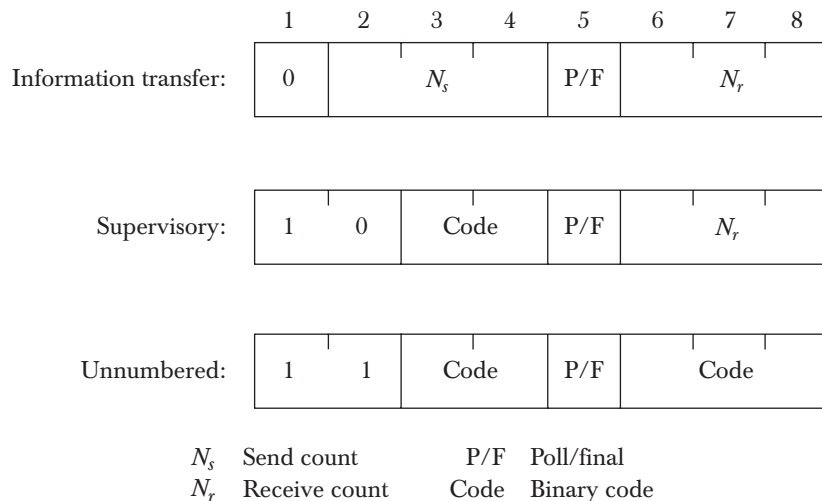 1 2 3 4 5 6 7 8
Information transfer: 0 Nₛ P/F Nᵣ
Supervisory: 1 0 Code P/F Nᵣ
Unnumbered: 1 1 Code P/F Code
Nₛ Send count P/F Poll/final
Nᵣ Receive count Code Binary code